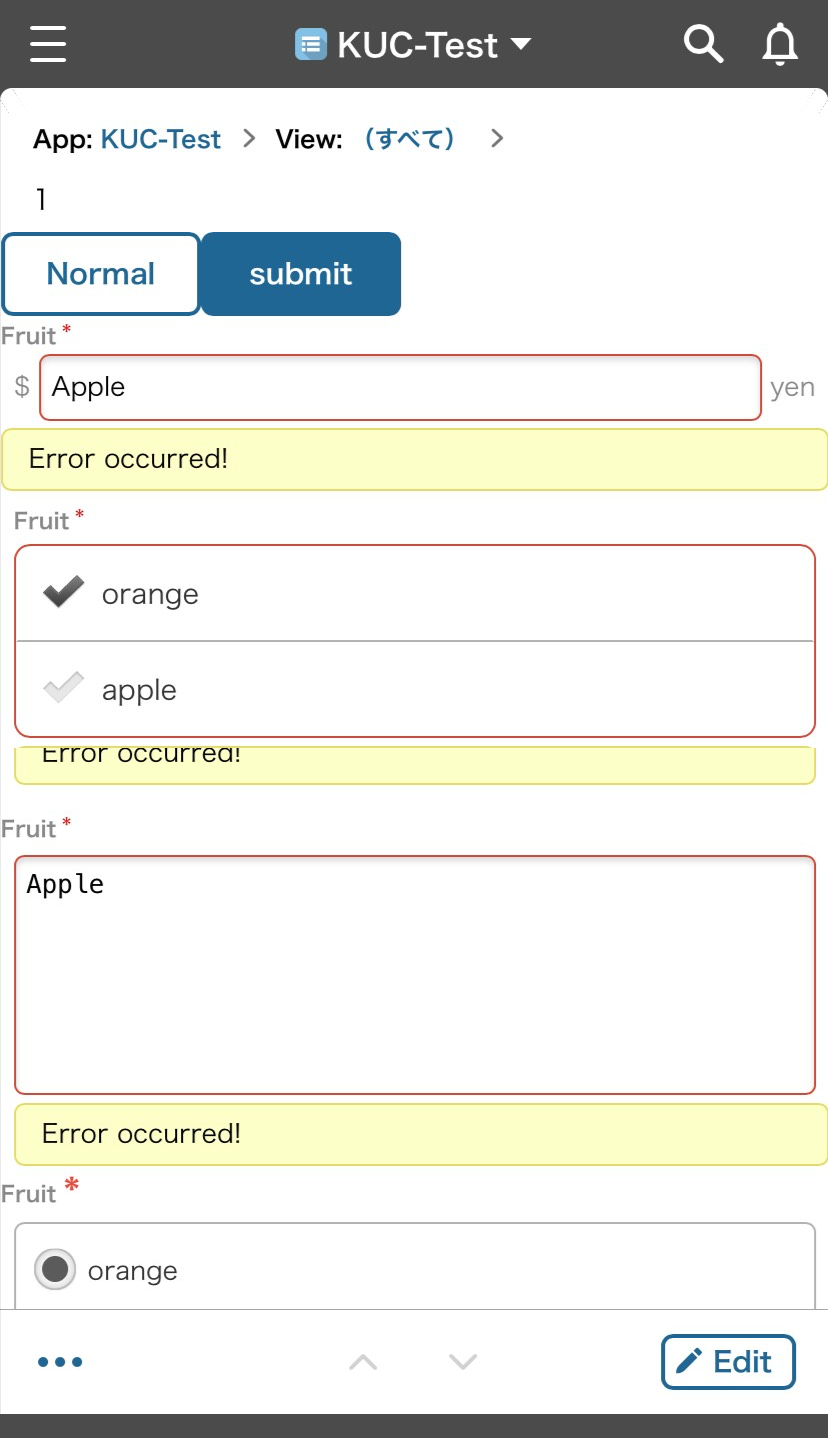 KUC-Test
App: KUC-Test > View: （すべて） >
1
Normal submit
Fruit *
$ Apple yen
Error occurred!
Fruit *
orange
apple
Error occurred!
Fruit *
Apple
Error occurred!
Fruit *
orange
Edit